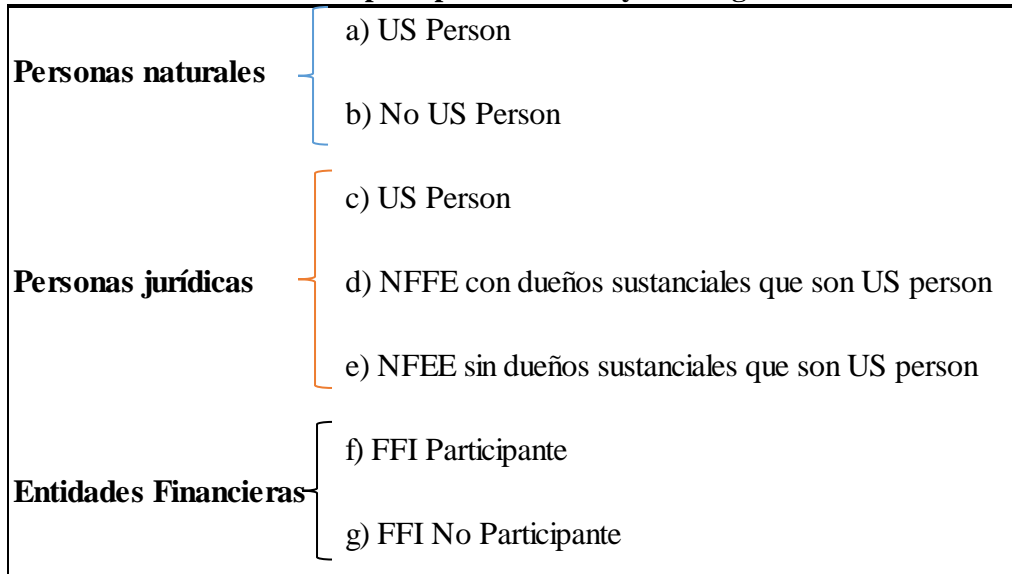 a) US Person
Personas naturales
b) No US Person
c) US Person
Personas jurídicas
d) NFFE con dueños sustanciales que son US person
e) NFEE sin dueños sustanciales que son US person
f) FFI Participante
Entidades Financieras
g) FFI No Participante